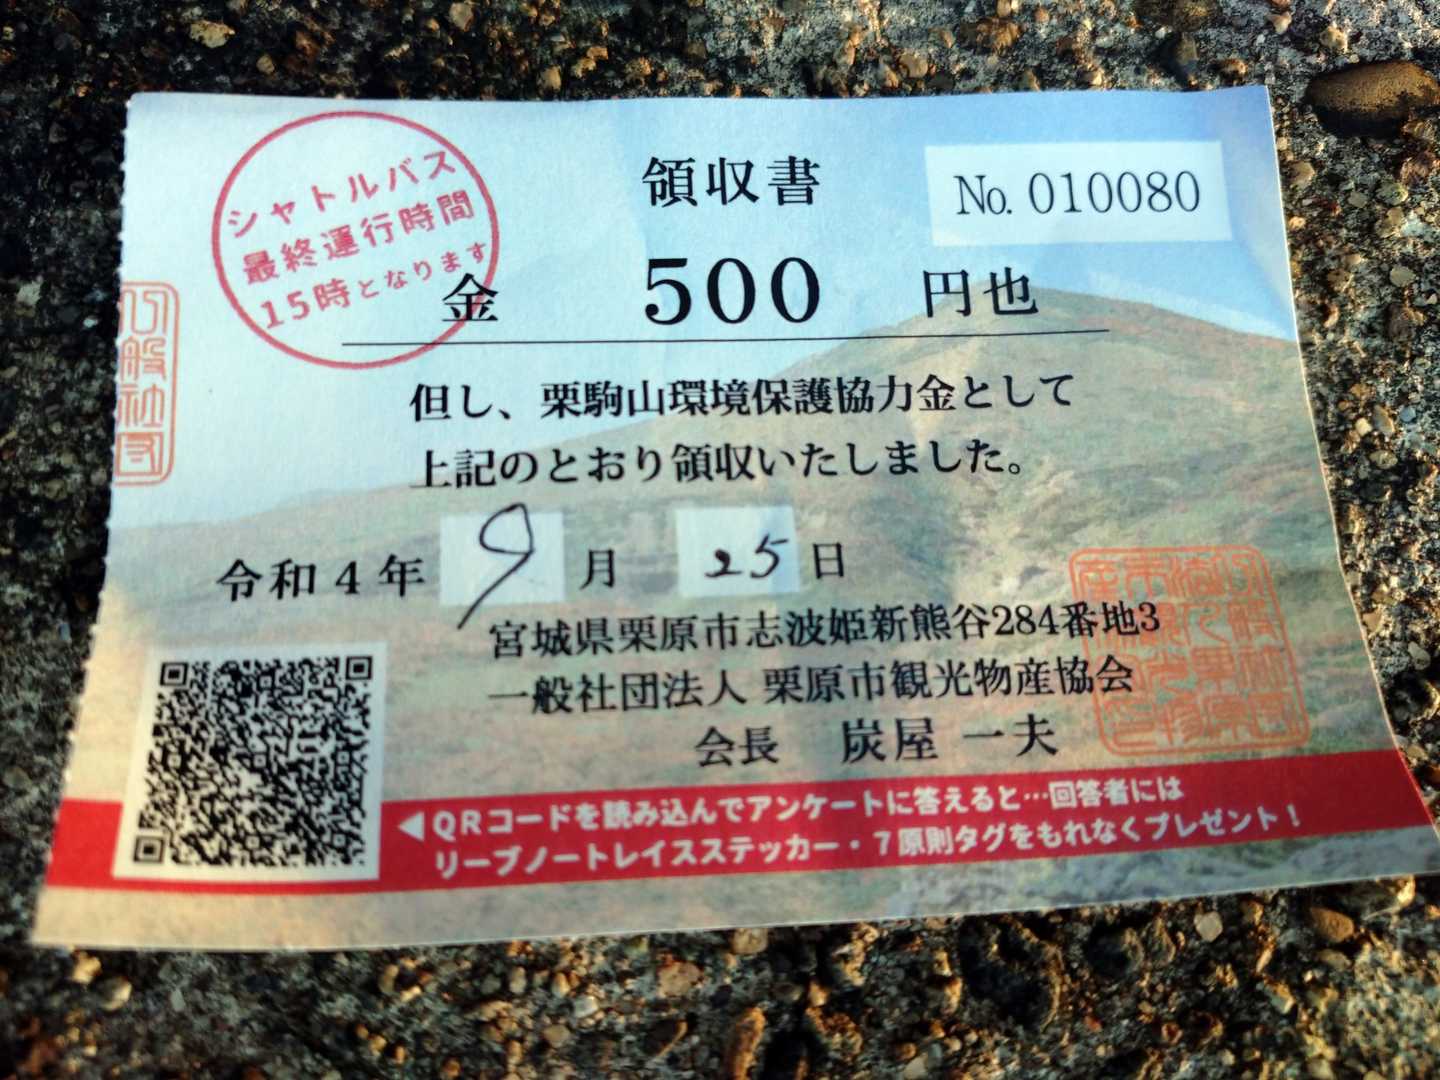 シャトルバス
最終運行時間
15時となります
領収書
No. 010080
金 500 円也
但し、栗駒山環境保護協力金として
上記のとおり領収いたしました。
令和4年 9 月 25 日
宮城県栗原市志波姫新熊谷284番地3
一般社団法人 栗原市観光物産協会
会長 炭屋 一夫
◀QRコードを読み込んでアンケートに答えると…回答者には
リーブノートレイスステッカー・7原則タグをもれなくプレゼント！